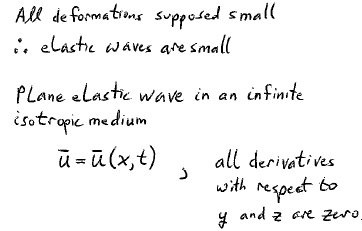 All deformations supposed small
∴ elastic waves are small
Plane elastic wave in an infinite
isotropic medium
ū = ū(x,t) , all derivatives
with respect to
y and z are zero.